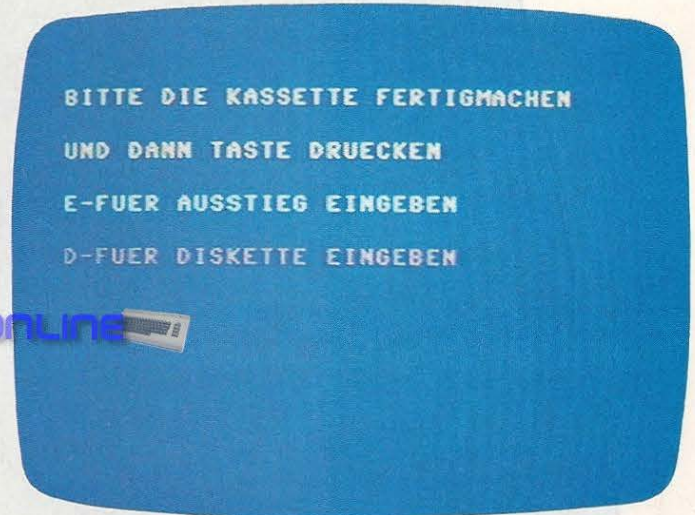 BITTE DIE KASSETTE FERTIGMACHEN
UND DANN TASTE DRUECKEN
E-FUER AUSSTIEG EINGEBEN
D-FUER DISKETTE EINGEBEN
ONLINE